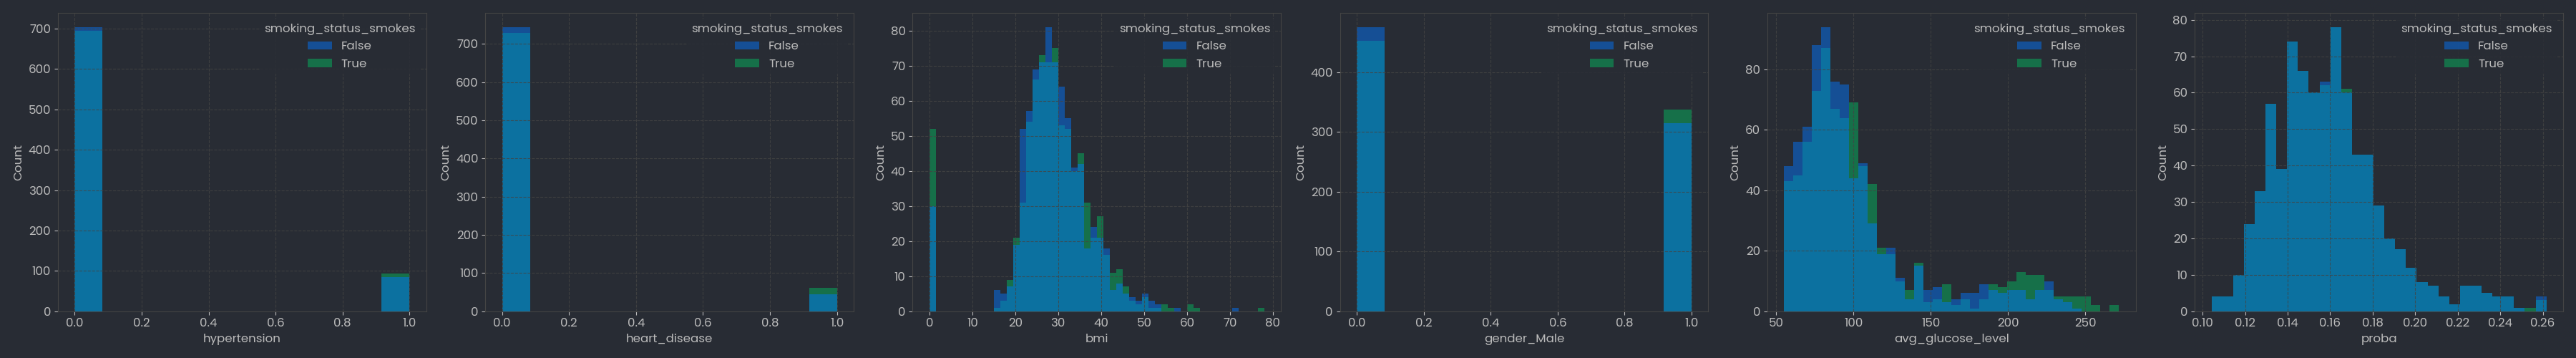 smoking_status_smokes
False
True
Count
700
600
500
400
300
200
100
0
0.0 0.2 0.4 0.6 0.8 1.0
hypertension
smoking_status_smokes
False
True
Count
700
600
500
400
300
200
100
0
0.0 0.2 0.4 0.6 0.8 1.0
heart_disease
smoking_status_smokes
False
True
Count
80
70
60
50
40
30
20
10
0
0 10 20 30 40 50 60 70 80
bmi
smoking_status_smokes
False
True
Count
400
300
200
100
0
0.0 0.2 0.4 0.6 0.8 1.0
gender_Male
smoking_status_smokes
False
True
Count
80
60
40
20
0
50 100 150 200 250
avg_glucose_level
smoking_status_smokes
False
True
Count
80
70
60
50
40
30
20
10
0
0.10 0.12 0.14 0.16 0.18 0.20 0.22 0.24 0.26
proba